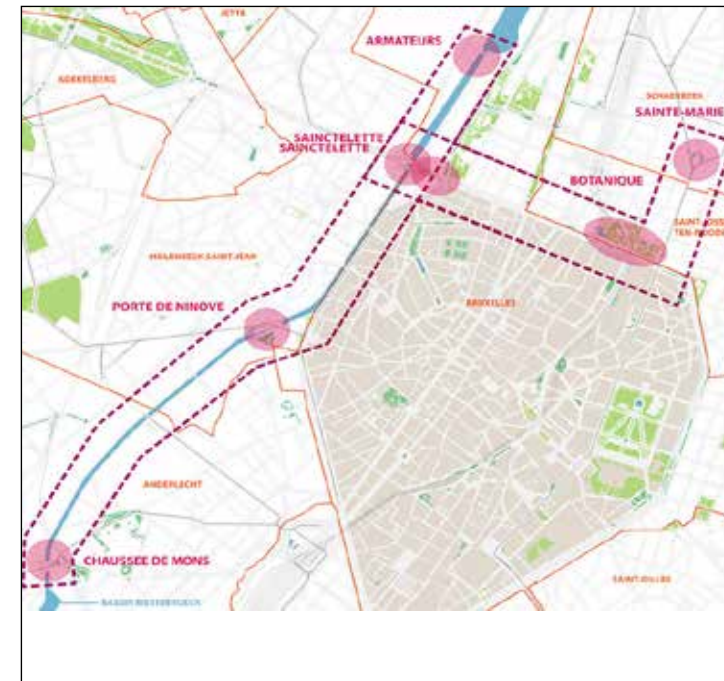 JETTE
ARMATEURS
KOEKELBERG
SCHAERBEEK
SAINTE-MARIE
SAINCTELETTE
SAINCTELETTE
BOTANIQUE
SAINT-JOSSE
TEN-NOODE
MOLENBEEK-SAINT-JEAN
PORTE DE NINOVE
BRUXELLES
ANDERLECHT
CHAUSSÉE DE MONS
SAINT-GILLES